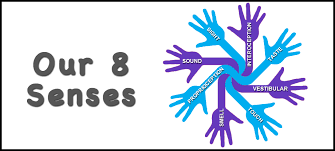 Our 8
Senses
SIGHT
INTEROCEPTION
TASTE
SOUND
VESTIBULAR
PROPRIOCEPTION
TOUCH
SMELL